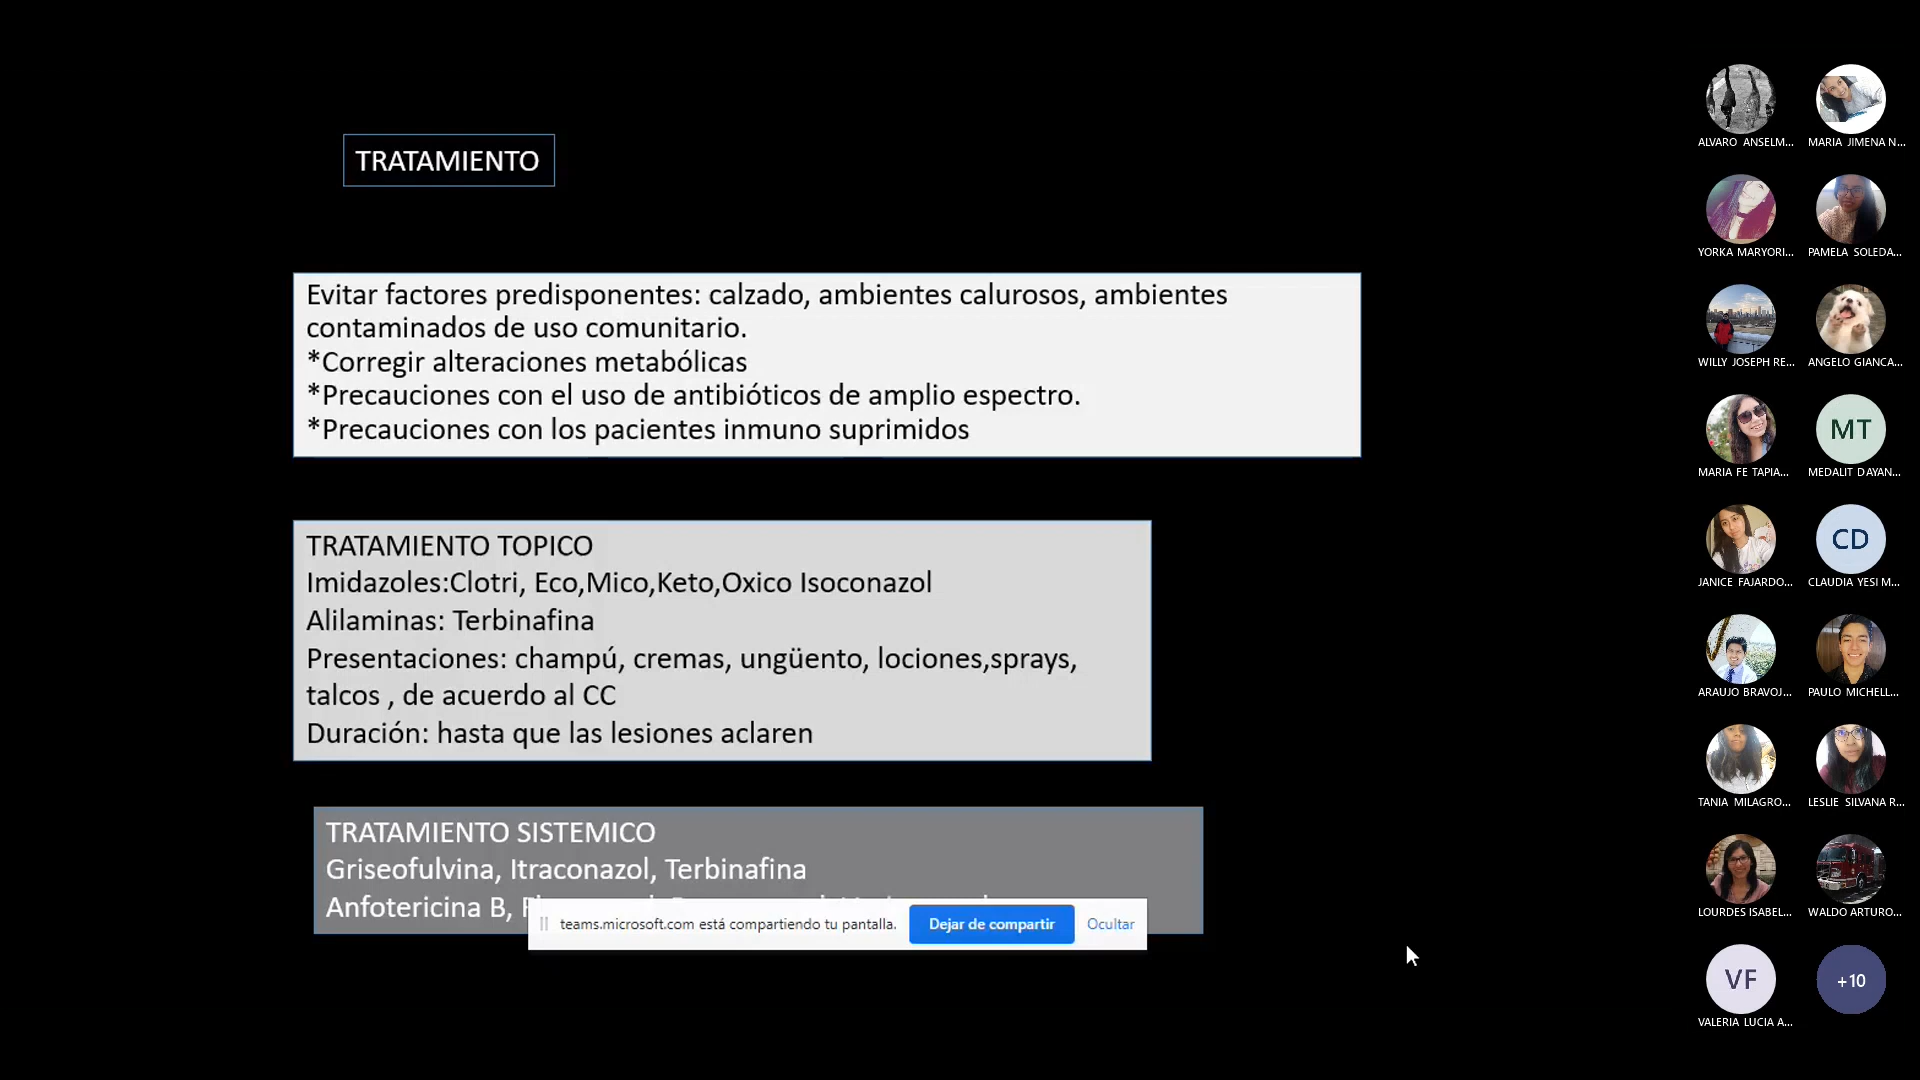 TRATAMIENTO
Evitar factores predisponentes: calzado, ambientes calurosos, ambientes
contaminados de uso comunitario.
*Corregir alteraciones metabólicas
*Precauciones con el uso de antibióticos de amplio espectro.
*Precauciones con los pacientes inmuno suprimidos
TRATAMIENTO TOPICO
Imidazoles:Clotri, Eco,Mico,Keto,Oxico Isoconazol
Alilaminas: Terbinafina
Presentaciones: champú, cremas, ungüento, lociones,sprays,
talcos , de acuerdo al CC
Duración: hasta que las lesiones aclaren
TRATAMIENTO SISTEMICO
Griseofulvina, Itraconazol, Terbinafina
Anfotericina B,
teams.microsoft.com está compartiendo tu pantalla. Dejar de compartir Ocultar
ALVARO ANSELM... MARIA JIMENA N...
YORKA MARYORI... PAMELA SOLEDA...
WILLY JOSEPH RE... ANGELO GIANCA...
MT
MARIA FE TAPIA... MEDALIT DAYAN...
CD
JANICE FAJARDO... CLAUDIA YESI M...
ARAUJO BRAVOJ... PAULO MICHELL...
TANIA MILAGRO... LESLIE SILVANA R...
LOURDES ISABEL... WALDO ARTURO...
VF +10
VALERIA LUCIA A...